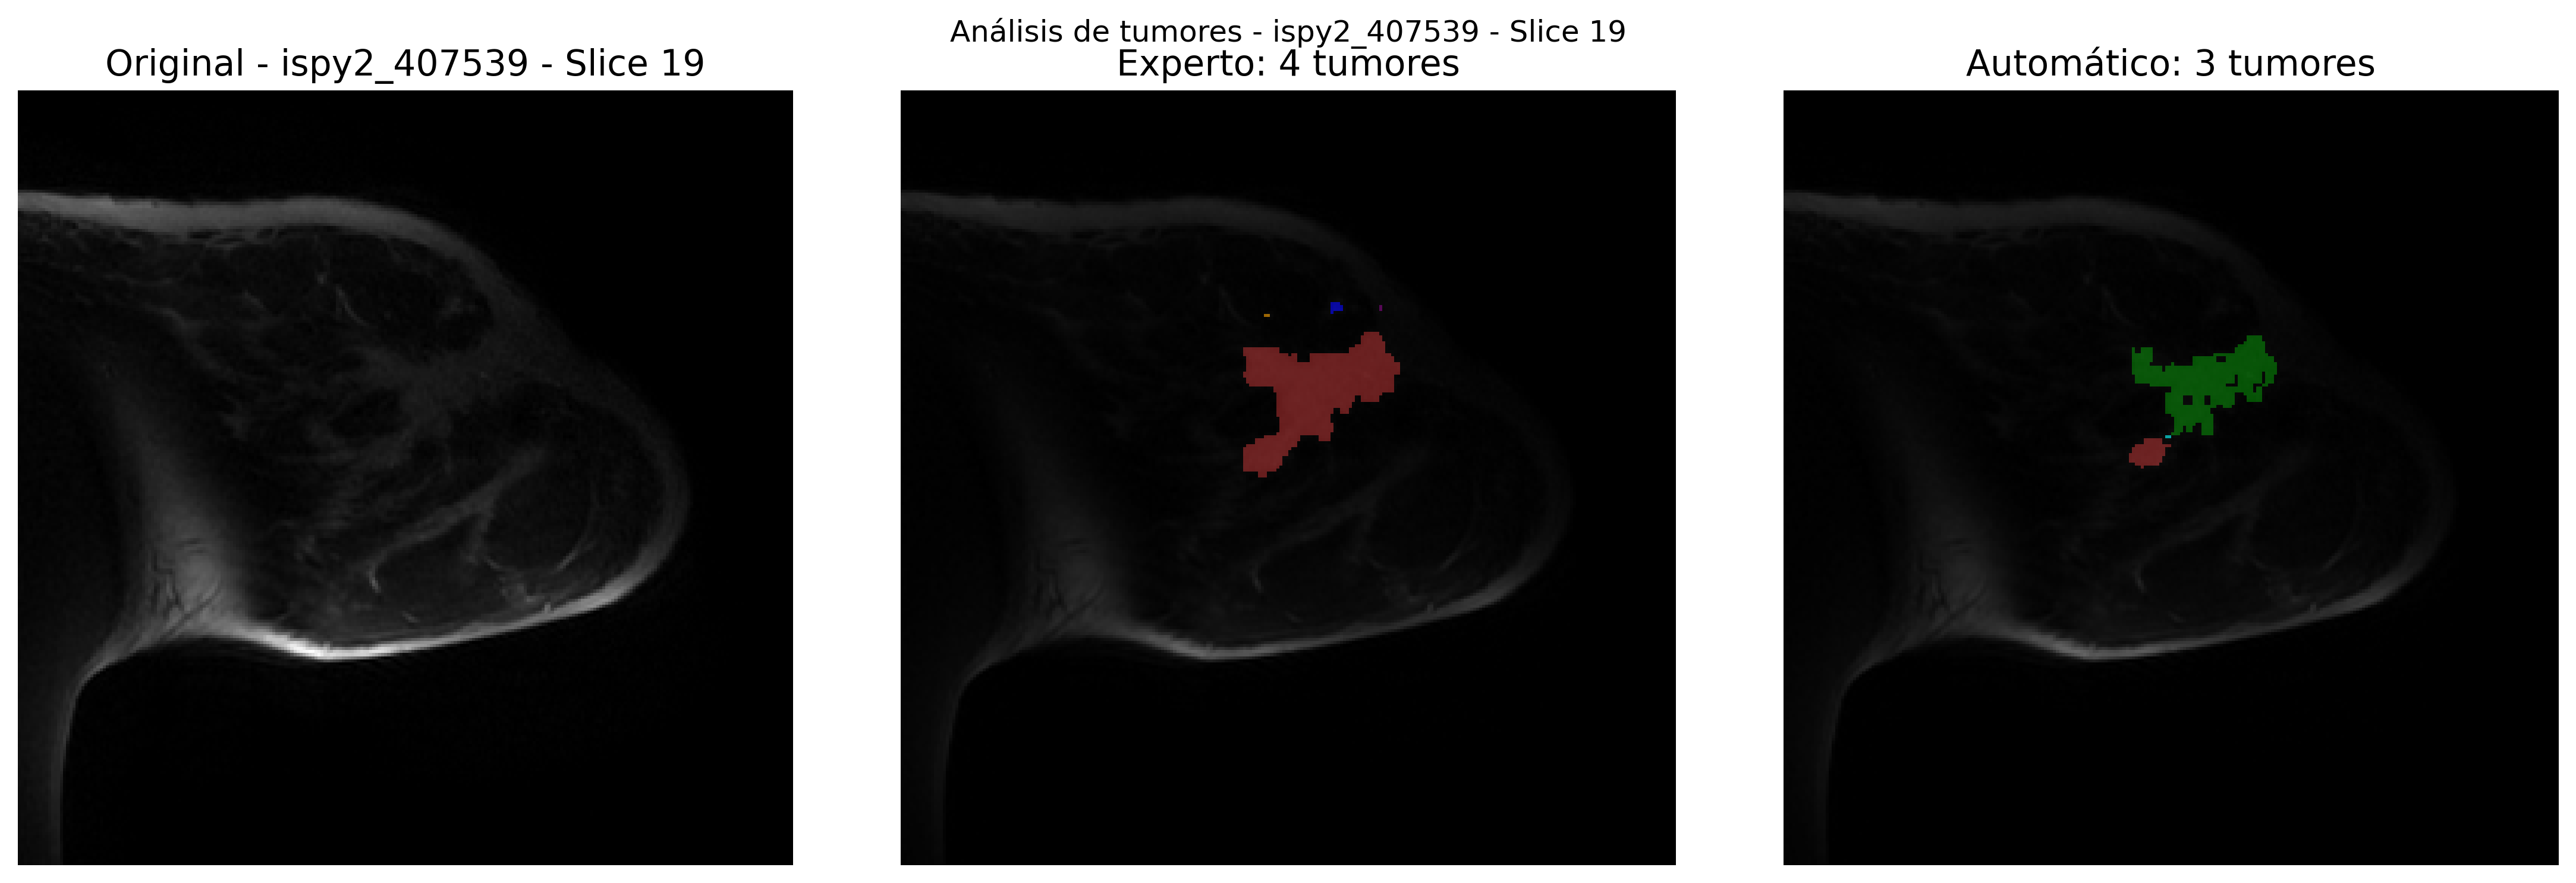 Análisis de tumores - ispy2_407539 - Slice 19
Original - ispy2_407539 - Slice 19
Experto: 4 tumores
Automático: 3 tumores